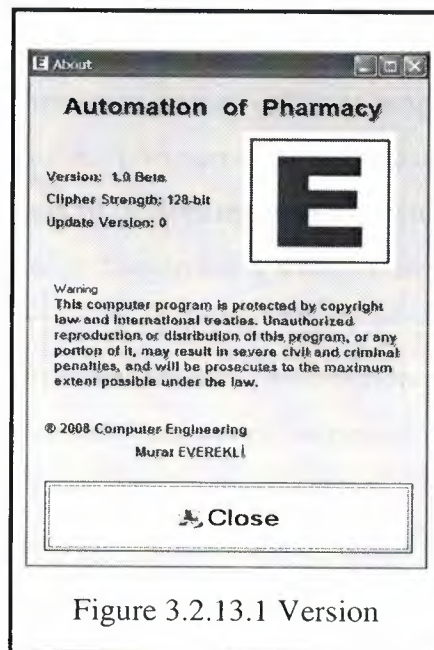 About
Automation of Pharmacy
Version: 1.0 Beta
E
Clipher Strength: 128-bit
Update Version: 0
Warning
This computer program is protected by copyright
law and international treaties. Unauthorized
reproduction or distribution of this program, or any
portion of it, may result in severe civil and criminal
penalties, and will be prosecutes to the maximum
extent possible under the law.
® 2008 Computer Engineering
Murat EVEREKLİ
Close
Figure 3.2.13.1 Version